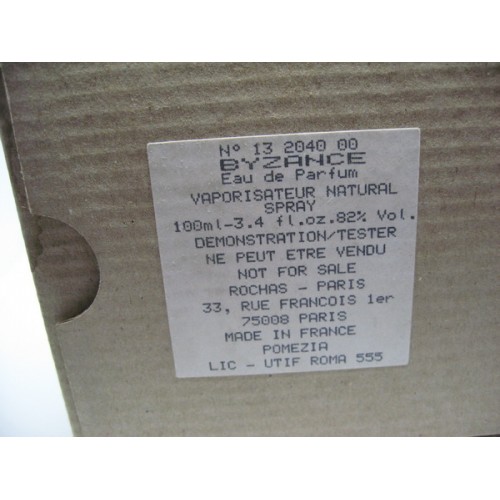 Nº 13 2040 00
BYZANCE
Eau de Parfum
VAPORISATEUR NATURAL
SPRAY
100ml-3.4 fl.oz.82% Vol.
DEMONSTRATION/TESTER
NE PEUT ETRE VENDU
NOT FOR SALE
ROCHAS - PARIS
33, RUE FRANCOIS 1er
75008 PARIS
MADE IN FRANCE
POMEZIA
LIC - UTIF ROMA 555